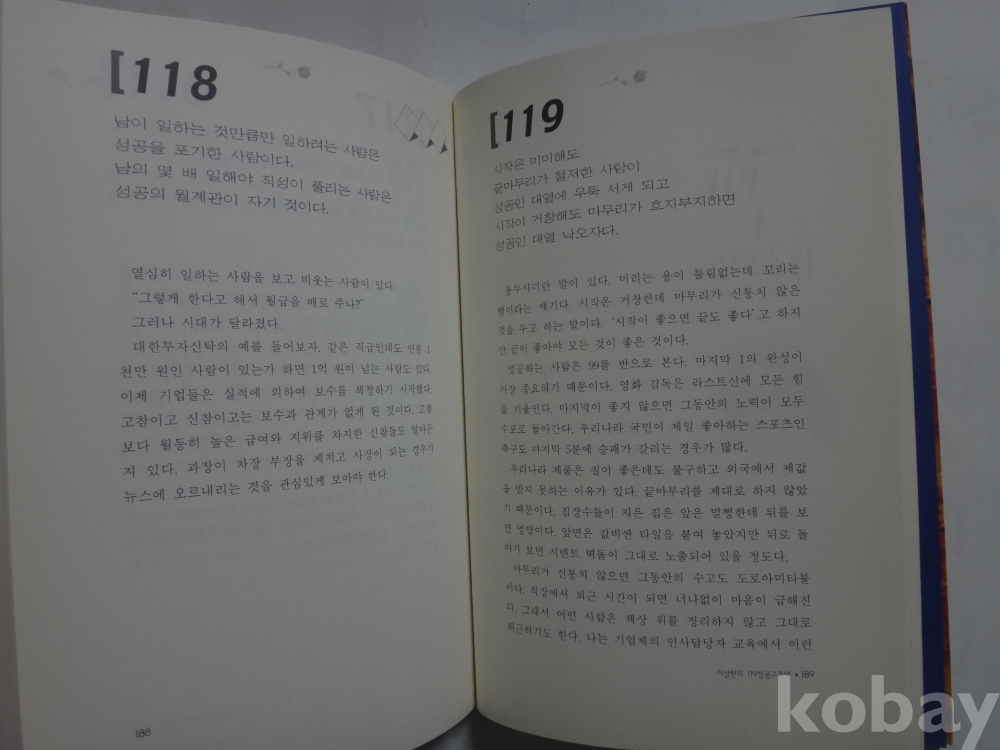 [118
남이 일하는 것만큼만 일하려는 사람은
성공을 포기한 사람이다.
남의 몇 배 일해야 직성이 풀리는 사람은
성공의 월계관이 자기 것이다.
열심히 일하는 사람을 보고 비웃는 사람이 있다.
“그렇게 한다고 해서 월급을 배로 주나?”
그러나 시대가 달라졌다.
대한투자신탁의 예를 들어보자. 같은 직급인데도 연봉 1
천만 원인 사람이 있는가 하면 1억 원이 넘는 사람도 있다.
이제 기업들은 실적에 의하여 보수를 책정하기 시작했다.
고참이고 신참이고는 보수와 관계가 없게 된 것이다. 고참
보다 월등히 높은 급여와 지위를 차지한 신참들도 얼마든
지 있다. 과장이 차장 부장을 제치고 사장이 되는 경우가
뉴스에 오르내리는 것을 관심있게 보아야 한다.
188
[119
시작은 미미해도
끝마무리가 철저한 사람이
성공인 대열에 우뚝 서게 되고
시작이 거창해도 마무리가 흐지부지하면
성공인 대열 낙오자다.
용두사미란 말이 있다. 머리는 용이 틀림없는데 꼬리는
뱀이라는 얘기다. 시작은 거창한데 마무리가 신통치 않은
것을 두고 하는 말이다. ‘시작이 좋으면 끝도 좋다’고 하지
만 끝이 좋아야 모든 것이 좋은 것이다.
성공하는 사람은 99를 반으로 본다. 마지막 1의 완성이
가장 중요하기 때문이다. 영화 감독은 라스트신에 모든 힘
을 기울인다. 마지막이 좋지 않으면 그동안의 노력이 모두
수포로 돌아간다. 우리나라 국민이 제일 좋아하는 스포츠인
축구도 마지막 5분에 승패가 갈리는 경우가 많다.
우리나라 제품은 질이 좋은데도 불구하고 외국에서 제값
을 받지 못하는 이유가 있다. 끝마무리를 제대로 하지 않았
기 때문이다. 집장수들이 지은 집은 앞은 멀쩡한데 뒤를 보
면 엉망이다. 앞면은 값비싼 타일을 붙여 놓았지만 뒤로 돌
아가 보면 시멘트 벽돌이 그대로 노출되어 있을 정도다.
마무리가 신통치 않으면 그동안의 수고도 도로아미타불
이다. 직장에서 퇴근 시간이 되면 너나없이 마음이 급해진
다. 그래서 어떤 사람은 책상 위를 정리하지 않고 그대로
퇴근하기도 한다. 나는 기업체의 인사담당자 교육에서 이런
119성공구조대 • 189
kobay